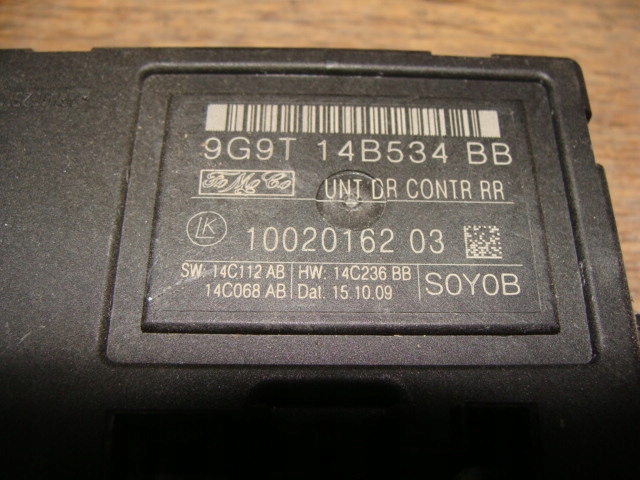 9G9T 14B534 BB
FoMoCo UNT DR CONTR RR
LK 10020162 03
SW: 14C112 AB HW: 14C236 BB
14C068 AB Dat. 15.10.09 S0Y0B